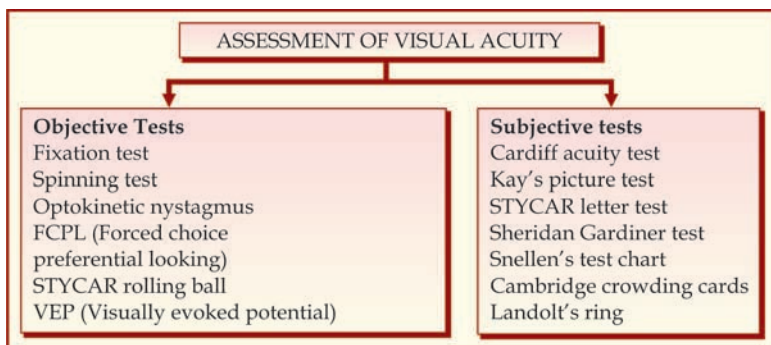 ASSESSMENT OF VISUAL ACUITY
Objective Tests
Fixation test
Spinning test
Optokinetic nystagmus
FCPL (Forced choice
preferential looking)
STYCAR rolling ball
VEP (Visually evoked potential)
Subjective tests
Cardiff acuity test
Kay's picture test
STYCAR letter test
Sheridan Gardiner test
Snellen's test chart
Cambridge crowding cards
Landolt's ring